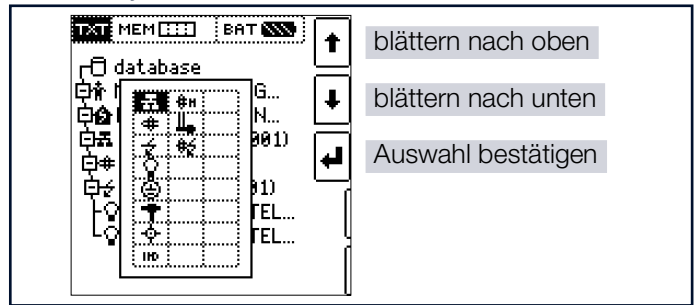 TXT MEM BAT
blättern nach oben
database
G...
blättern nach unten
N...
001)
Auswahl bestätigen
01)
TEL...
TEL...